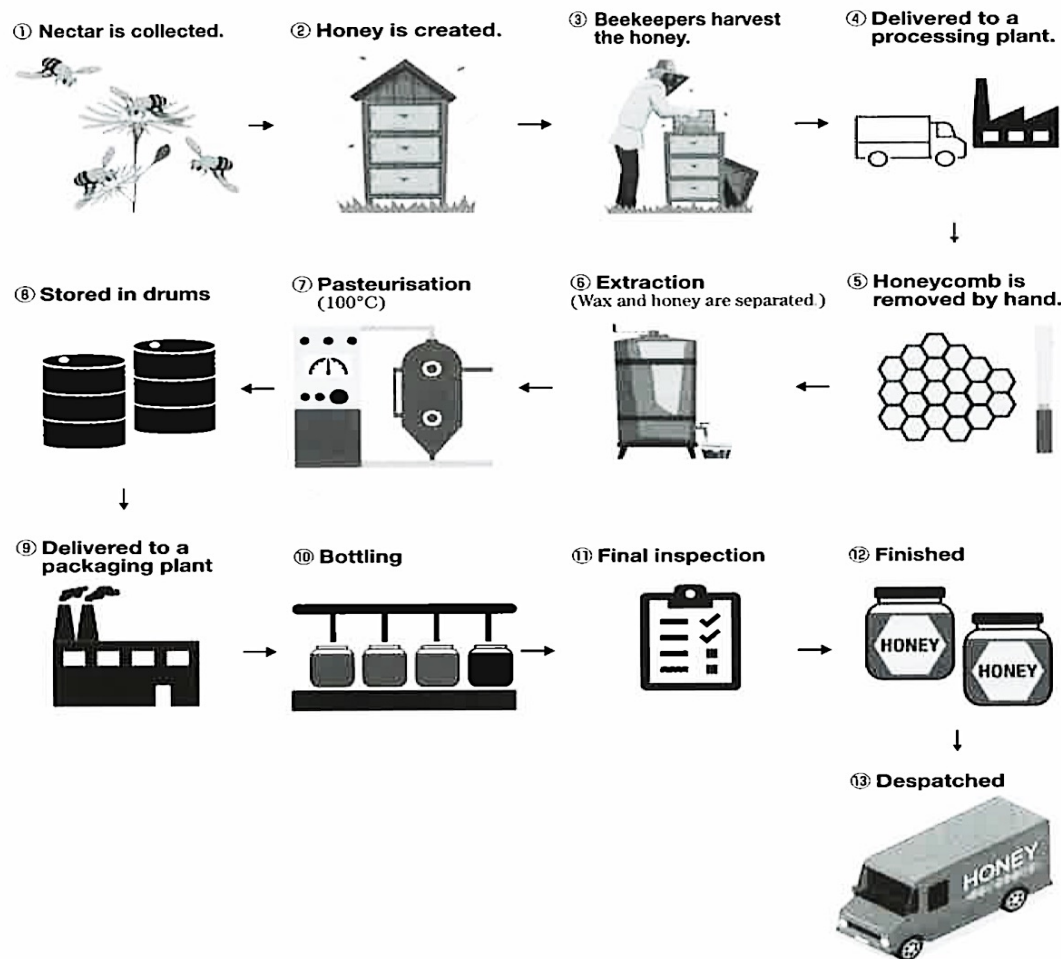 ① Nectar is collected.
② Honey is created.
③ Beekeepers harvest
the honey.
④ Delivered to a
processing plant.
⑤ Honeycomb is
removed by hand.
⑥ Extraction
(Wax and honey are separated.)
⑦ Pasteurisation
(100°C)
⑧ Stored in drums
⑨ Delivered to a
packaging plant
⑩ Bottling
⑪ Final inspection
⑫ Finished
HONEY
HONEY
⑬ Despatched
HONEY